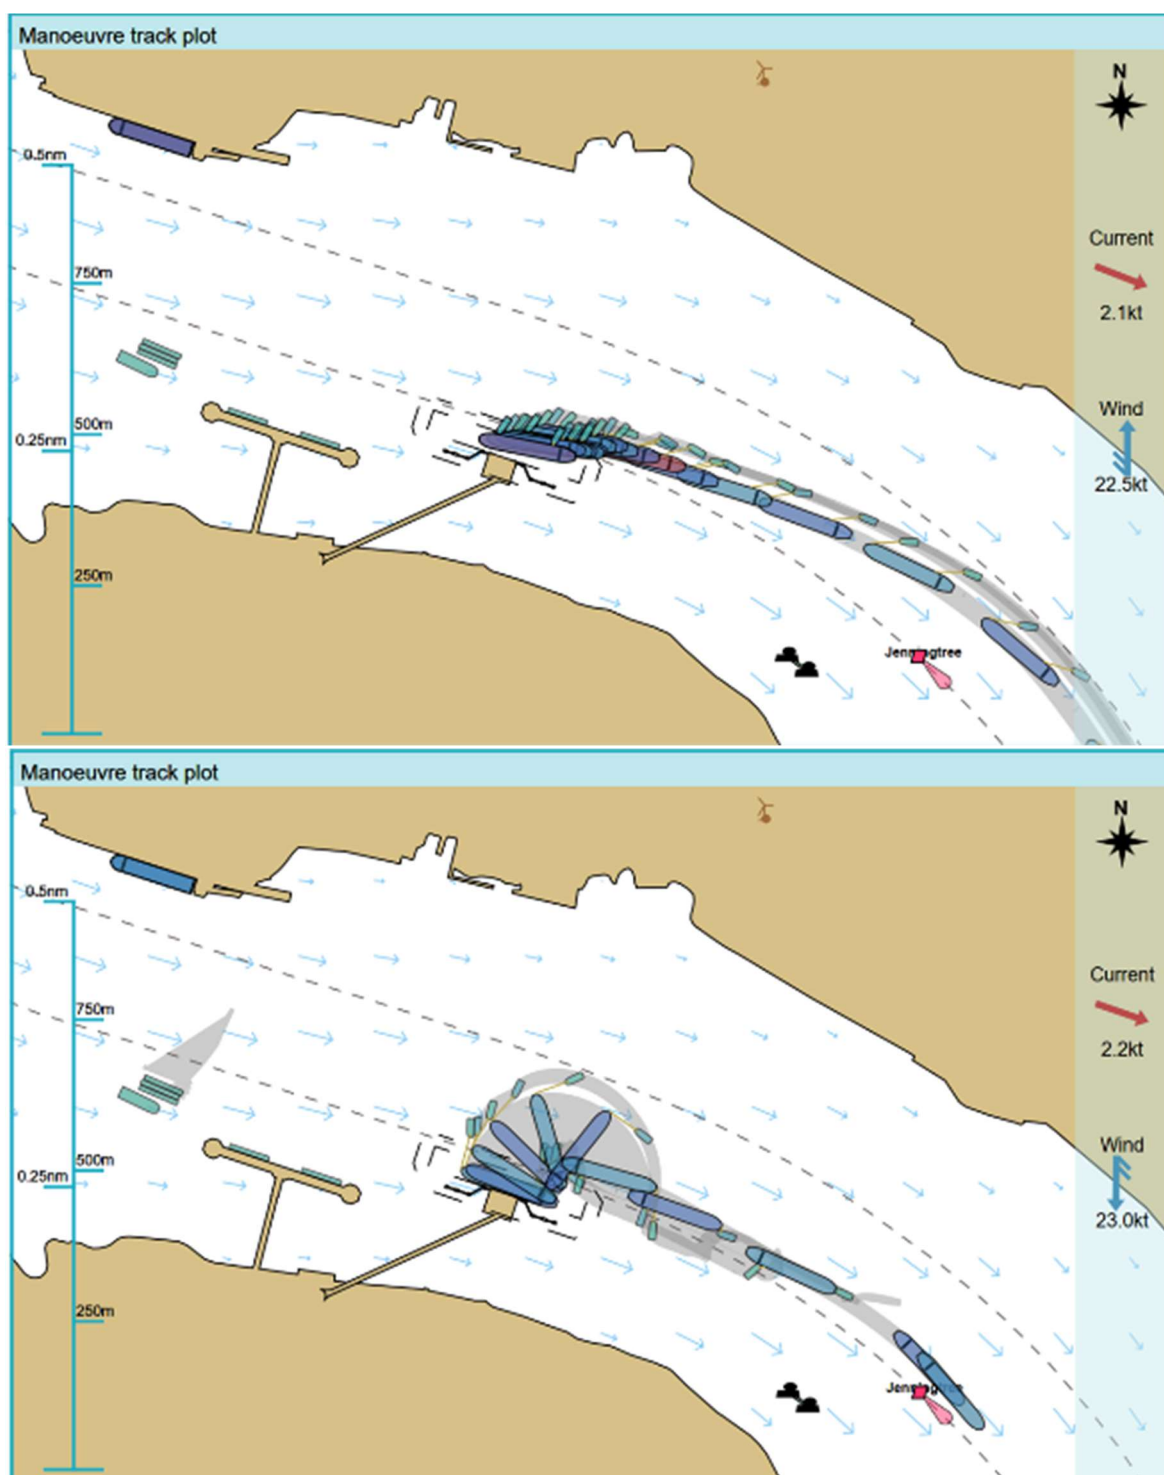 Manoeuvre track plot
N
0.5nm
Current
750m
2.1kt
Wind
500m
0.25nm
22.5kt
250m
Manoeuvre track plot
N
0.5nm
Current
750m
2.2kt
Wind
500m
0.25nm
23.0kt
250m